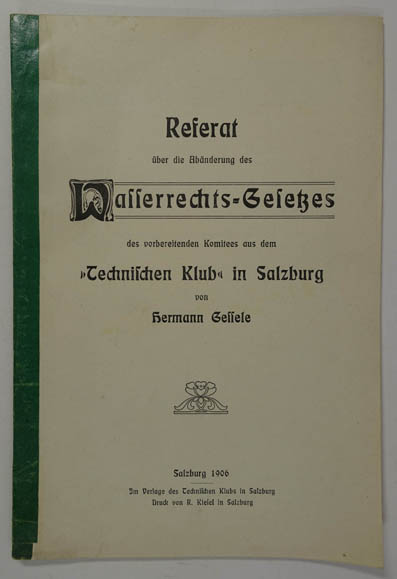 Referat
über die Abänderung des
Waſſerrechts-Geſetzes
des vorbereitenden Komitees aus dem
»Techniſchen Klub« in Salzburg
von
Hermann Geſſele
Salzburg 1906
Im Verlage des Techniſchen Klubs in Salzburg
Druck von R. Kieſel in Salzburg